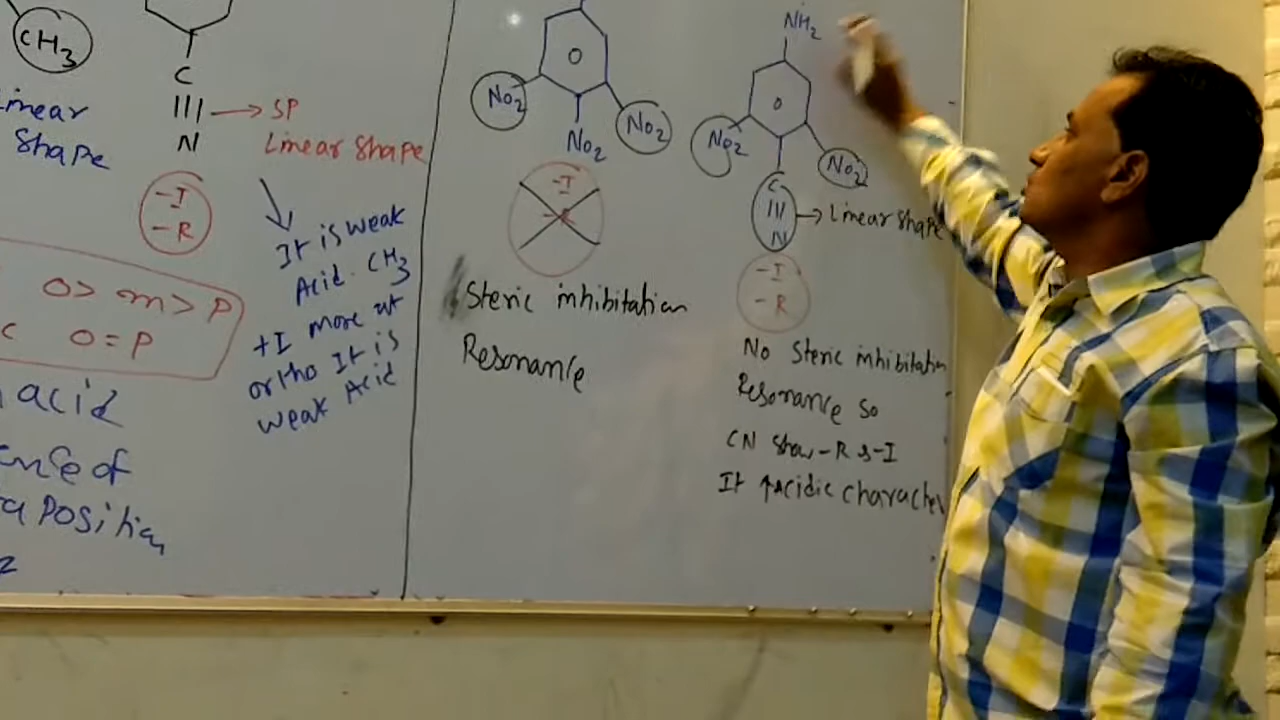 CH3
Linear
Shape
C
|||
N
SP
Linear Shape
-I
-R
It is weak
Acid. CH3
+I more at
ortho It is
weak Acid
O > m > P
C O = P
acid
ence of
Position
2
NO2
NO2
NO2
-I
-R
Steric inhibitation
Resonance
NH2
NO2
NO2
C
|||
N
Linear Shape
-I
-R
No Steric inhibitation
Resonance so
CN show -R & -I
It ↑ Acidic character